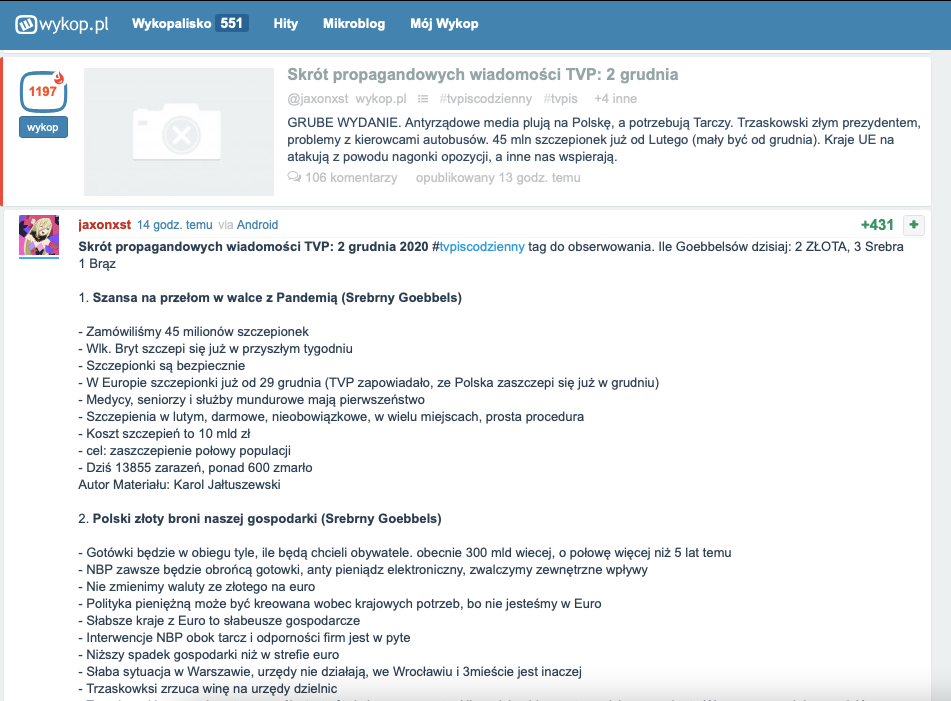 wykop.pl Wykopalisko 551 Hity Mikroblog Mój Wykop
1197
wykop
Skrót propagandowych wiadomości TVP: 2 grudnia
@jaxonxst wykop.pl #tvpiscodzienny #tvpis +4 inne
GRUBE WYDANIE. Antyrządowe media plują na Polskę, a potrzebują Tarczy. Trzaskowski złym prezydentem,
problemy z kierowcami autobusów. 45 mln szczepionek już od Lutego (mały być od grudnia). Kraje UE na
atakują z powodu nagonki opozycji, a inne nas wspierają.
106 komentarzy opublikowany 13 godz. temu
jaxonxst 14 godz. temu via Android +431 +
Skrót propagandowych wiadomości TVP: 2 grudnia 2020 #tvpiscodzienny tag do obserwowania. Ile Goebbelsów dzisiaj: 2 ZŁOTA, 3 Srebra
1 Brąz
1. Szansa na przełom w walce z Pandemią (Srebrny Goebbels)
- Zamówiliśmy 45 milionów szczepionek
- Wlk. Bryt szczepi się już w przyszłym tygodniu
- Szczepionki są bezpiecznie
- W Europie szczepionki już od 29 grudnia (TVP zapowiadało, ze Polska zaszczepi się już w grudniu)
- Medycy, seniorzy i służby mundurowe mają pierwszeństwo
- Szczepienia w lutym, darmowe, nieobowiązkowe, w wielu miejscach, prosta procedura
- Koszt szczepień to 10 mld zł
- cel: zaszczepienie połowy populacji
- Dziś 13855 zarazeń, ponad 600 zmarło
Autor Materiału: Karol Jałtuszewski
2. Polski złoty broni naszej gospodarki (Srebrny Goebbels)
- Gotówki będzie w obiegu tyle, ile będą chcieli obywatele. obecnie 300 mld wiecej, o połowę więcej niż 5 lat temu
- NBP zawsze będzie obrońcą gotowki, anty pieniądz elektroniczny, zwalczymy zewnętrzne wpływy
- Nie zmienimy waluty ze złotego na euro
- Polityka pieniężną może być kreowana wobec krajowych potrzeb, bo nie jesteśmy w Euro
- Słabsze kraje z Euro to słabeusze gospodarcze
- Interwencje NBP obok tarcz i odporności firm jest w pyte
- Niższy spadek gospodarki niż w strefie euro
- Słaba sytuacja w Warszawie, urzędy nie działają, we Wrocławiu i 3mieście jest inaczej
- Trzaskowksi zrzuca winę na urzędy dzielnic